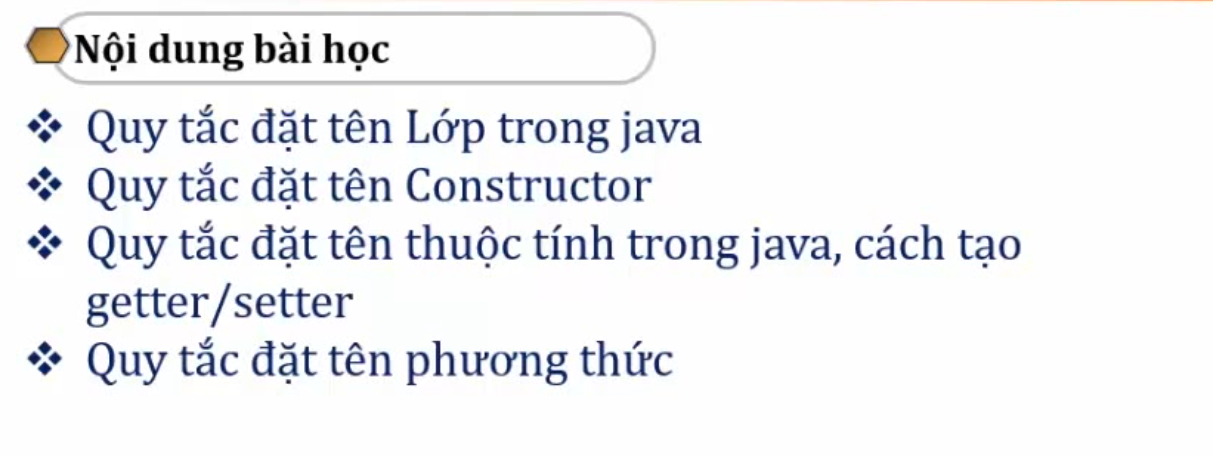 Nội dung bài học
Quy tắc đặt tên Lớp trong java
Quy tắc đặt tên Constructor
Quy tắc đặt tên thuộc tính trong java, cách tạo
getter/setter
Quy tắc đặt tên phương thức